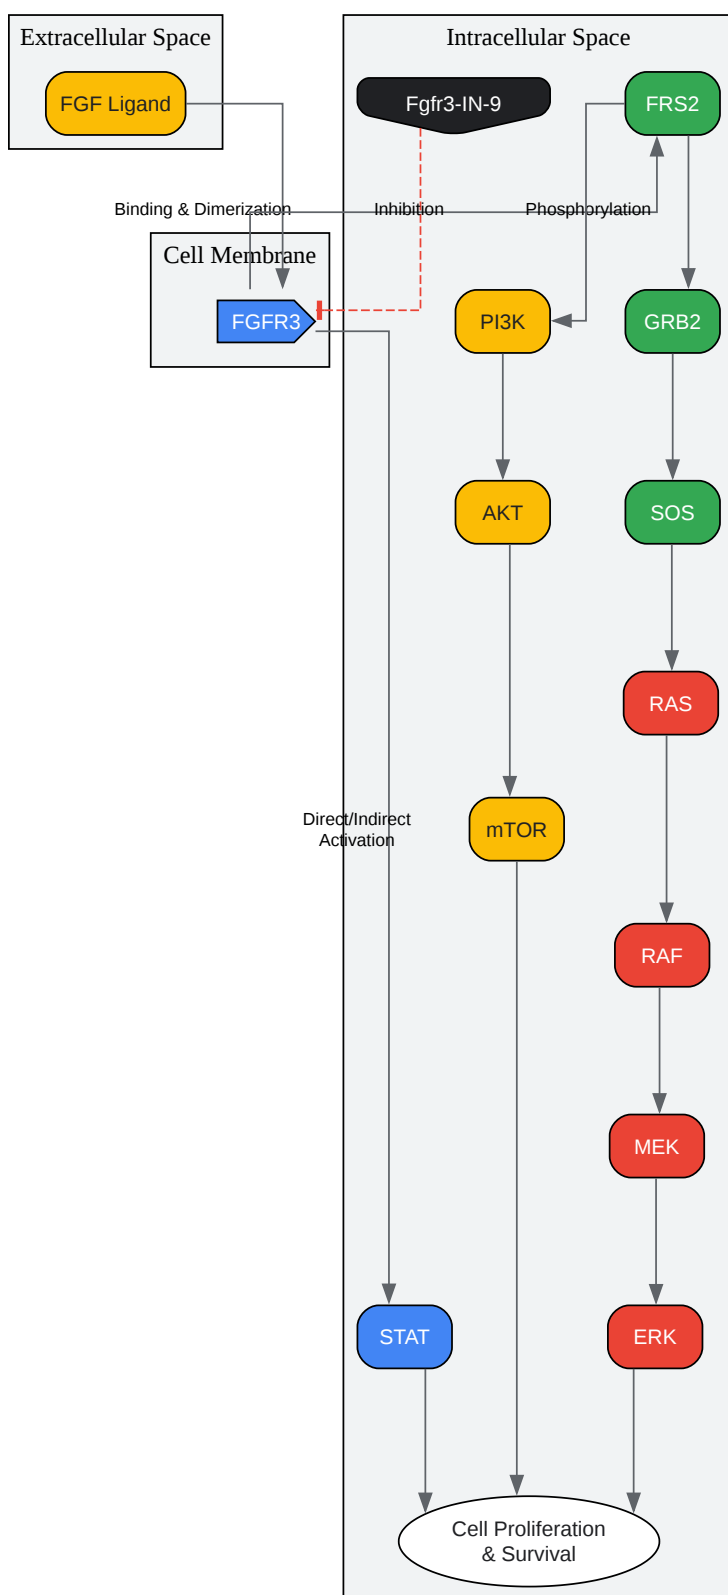 Extracellular Space
Intracellular Space
FGF Ligand
Fgfr3-IN-9
FRS2
Binding & Dimerization
Inhibition
Phosphorylation
Cell Membrane
FGFR3
PI3K
GRB2
AKT
SOS
RAS
Direct/Indirect
Activation
mTOR
RAF
MEK
STAT
ERK
Cell Proliferation
& Survival